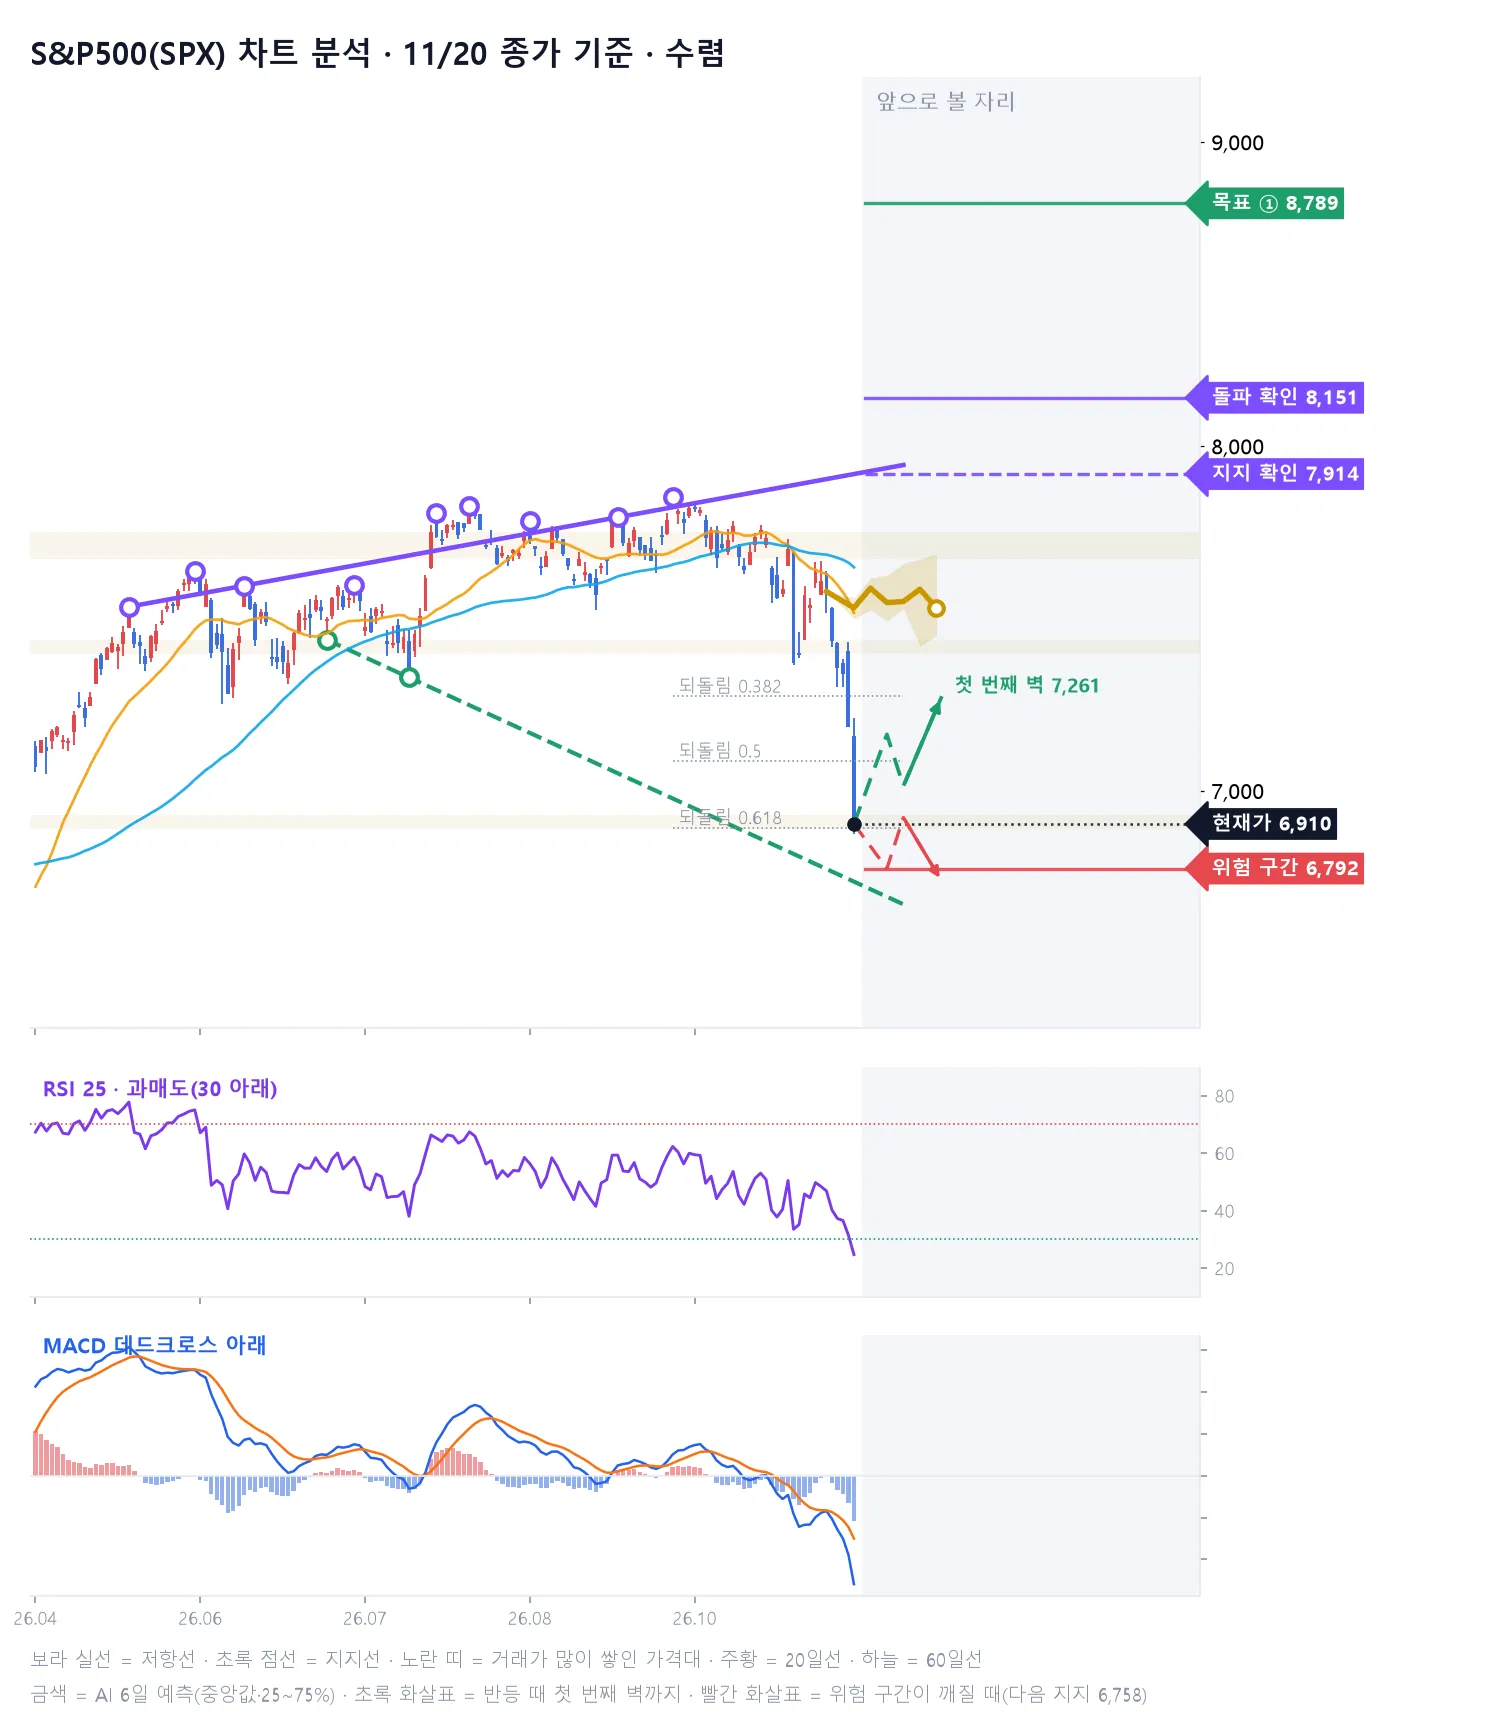 S&P500(SPX) 차트 분석 · 11/20 종가 기준 · 수렴
앞으로 볼 자리
9,000
목표 ① 8,789
돌파 확인 8,151
8,000
지지 확인 7,914
되돌림 0.382
첫 번째 벽 7,261
되돌림 0.5
7,000
되돌림 0.618
현재가 6,910
위험 구간 6,792
RSI 25 · 과매도(30 아래)
80
60
40
20
MACD 데드크로스 아래
26.04 26.06 26.07 26.08 26.10
보라 실선 = 저항선 · 초록 점선 = 지지선 · 노란 띠 = 거래가 많이 쌓인 가격대 · 주황 = 20일선 · 하늘 = 60일선
금색 = AI 6일 예측(중앙값·25~75%) · 초록 화살표 = 반등 때 첫 번째 벽까지 · 빨간 화살표 = 위험 구간이 깨질 때(다음 지지 6,758)